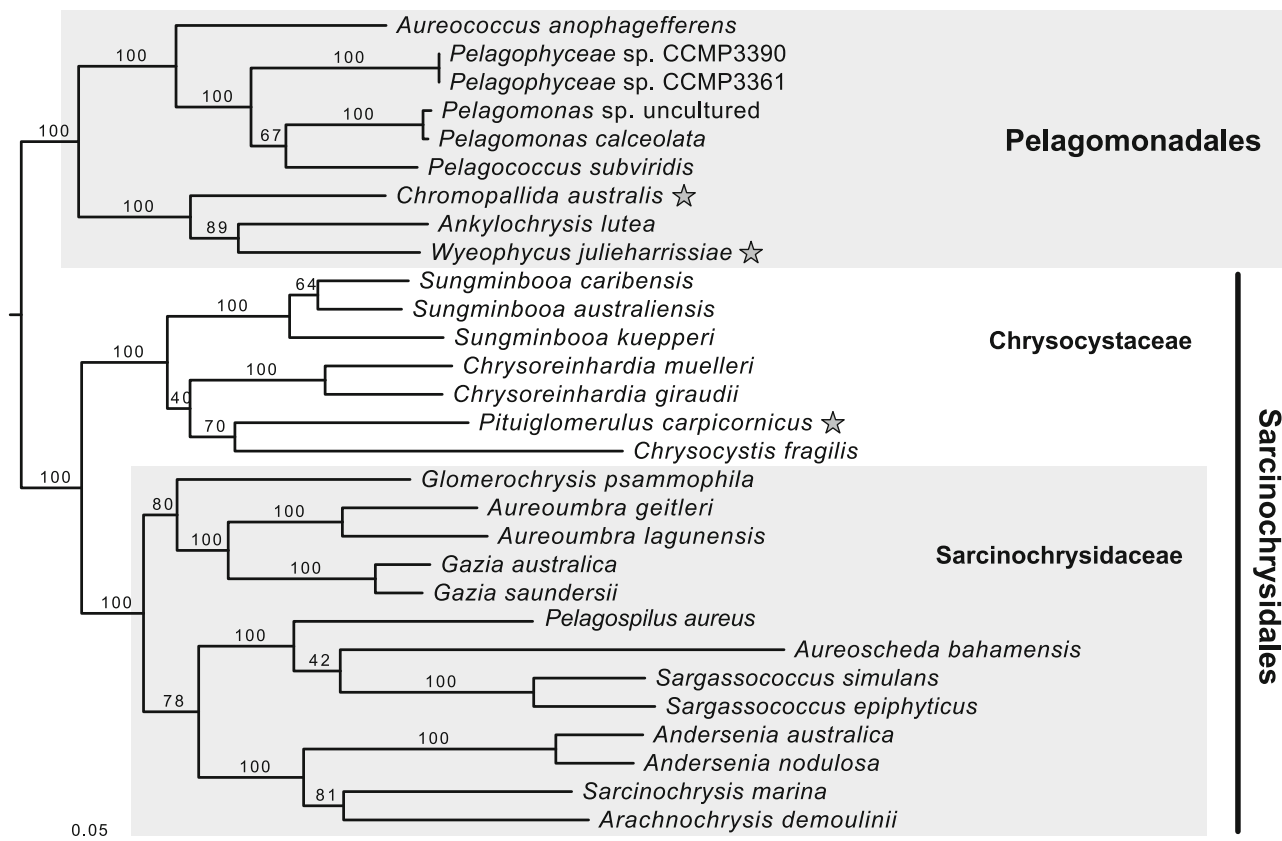 Aureococcus anophagefferens
100
Pelagophyceae sp. CCMP3390
100
Pelagophyceae sp. CCMP3361
100
Pelagomonas sp. uncultured
100
100
67
Pelagomonas calceolata
Pelagomonadales
Pelagococcus subviridis
Chromopallida australis
100
Ankylochrysis lutea
89
Wyeophycus julieharrissiae
Sungminbooa caribensis
64
Sungminbooa australiensis
100
Sungminbooa kuepperi
Chrysocystaceae
100
Chrysoreinhardia muelleri
100
Chrysoreinhardia giraudii
40
Pituiglomerulus carpicornicus
70
Chrysocystis fragilis
100
Glomerochrysis psammophila
80
Aureoumbra geitleri
100
Aureoumbra lagunensis
100
Sarcinochrysidaceae
Gazia australica
100
Gazia saundersii
100
Pelagospilus aureus
100
Aureoscheda bahamensis
42
Sargassococcus simulans
100
Sargassococcus epiphyticus
78
Andersenia australica
100
Andersenia nodulosa
100
Sarcinochrysis marina
81
Arachnochrysis demoulinii
0.05
Sarcinochrysidales